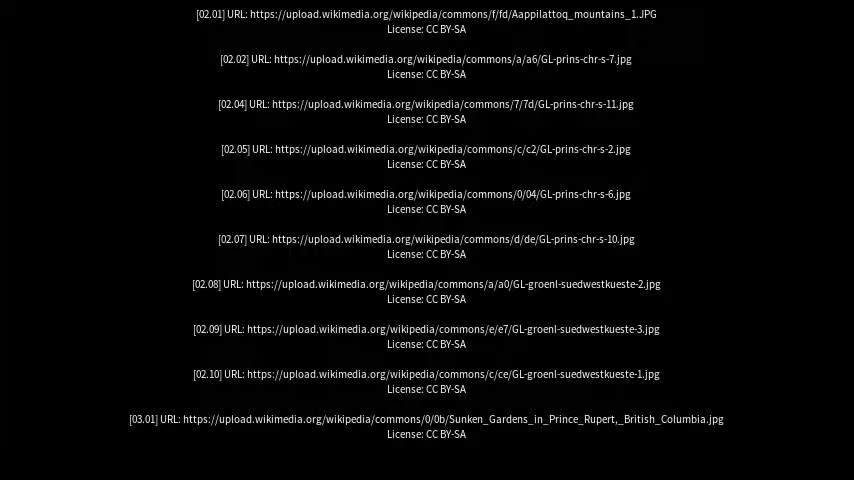 [02.01] URL: https://upload.wikimedia.org/wikipedia/commons/f/fd/Aappilattoq_mountains_1.JPG
License: CC BY-SA
[02.02] URL: https://upload.wikimedia.org/wikipedia/commons/a/a6/GL-prins-chr-s-7.jpg
License: CC BY-SA
[02.04] URL: https://upload.wikimedia.org/wikipedia/commons/7/7d/GL-prins-chr-s-11.jpg
License: CC BY-SA
[02.05] URL: https://upload.wikimedia.org/wikipedia/commons/c/c2/GL-prins-chr-s-2.jpg
License: CC BY-SA
[02.06] URL: https://upload.wikimedia.org/wikipedia/commons/0/04/GL-prins-chr-s-6.jpg
License: CC BY-SA
[02.07] URL: https://upload.wikimedia.org/wikipedia/commons/d/de/GL-prins-chr-s-10.jpg
License: CC BY-SA
[02.08] URL: https://upload.wikimedia.org/wikipedia/commons/a/a0/GL-groenl-suedwestkueste-2.jpg
License: CC BY-SA
[02.09] URL: https://upload.wikimedia.org/wikipedia/commons/e/e7/GL-groenl-suedwestkueste-3.jpg
License: CC BY-SA
[02.10] URL: https://upload.wikimedia.org/wikipedia/commons/c/ce/GL-groenl-suedwestkueste-1.jpg
License: CC BY-SA
[03.01] URL: https://upload.wikimedia.org/wikipedia/commons/0/0b/Sunken_Gardens_in_Prince_Rupert,_British_Columbia.jpg
License: CC BY-SA